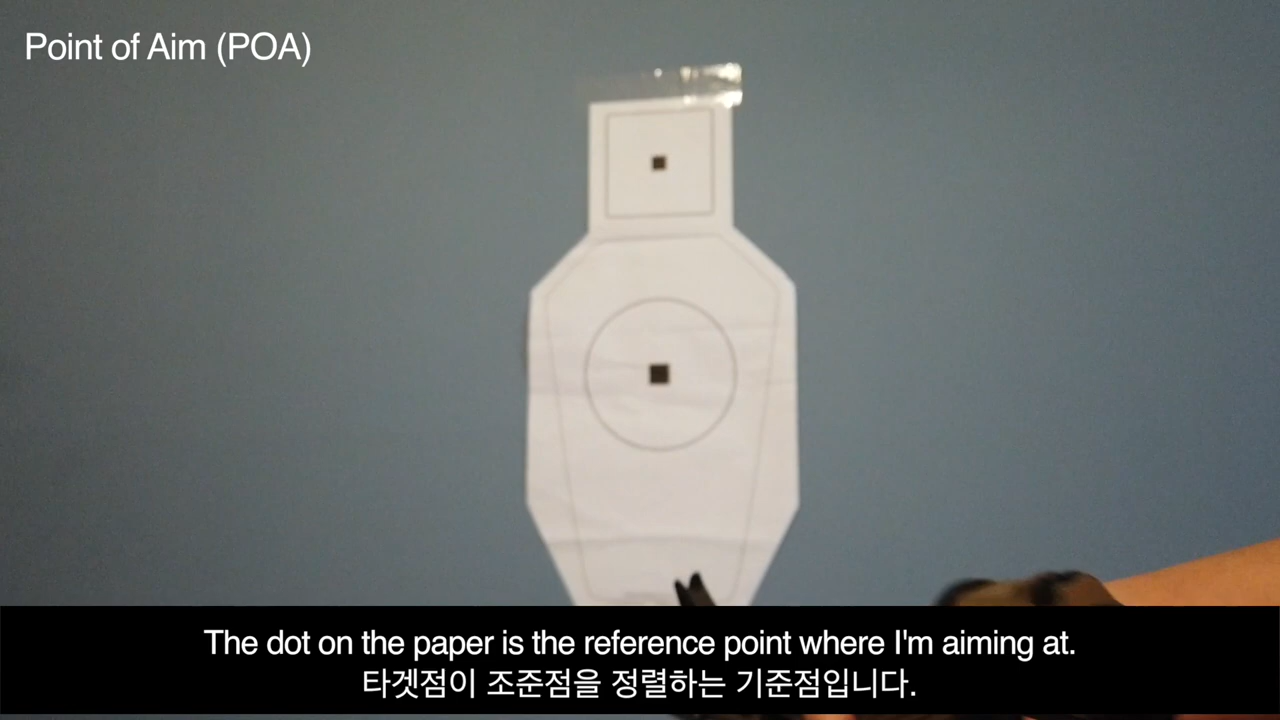 Point of Aim (POA)
The dot on the paper is the reference point where I'm aiming at.
타겟점이 조준점을 정렬하는 기준점입니다.